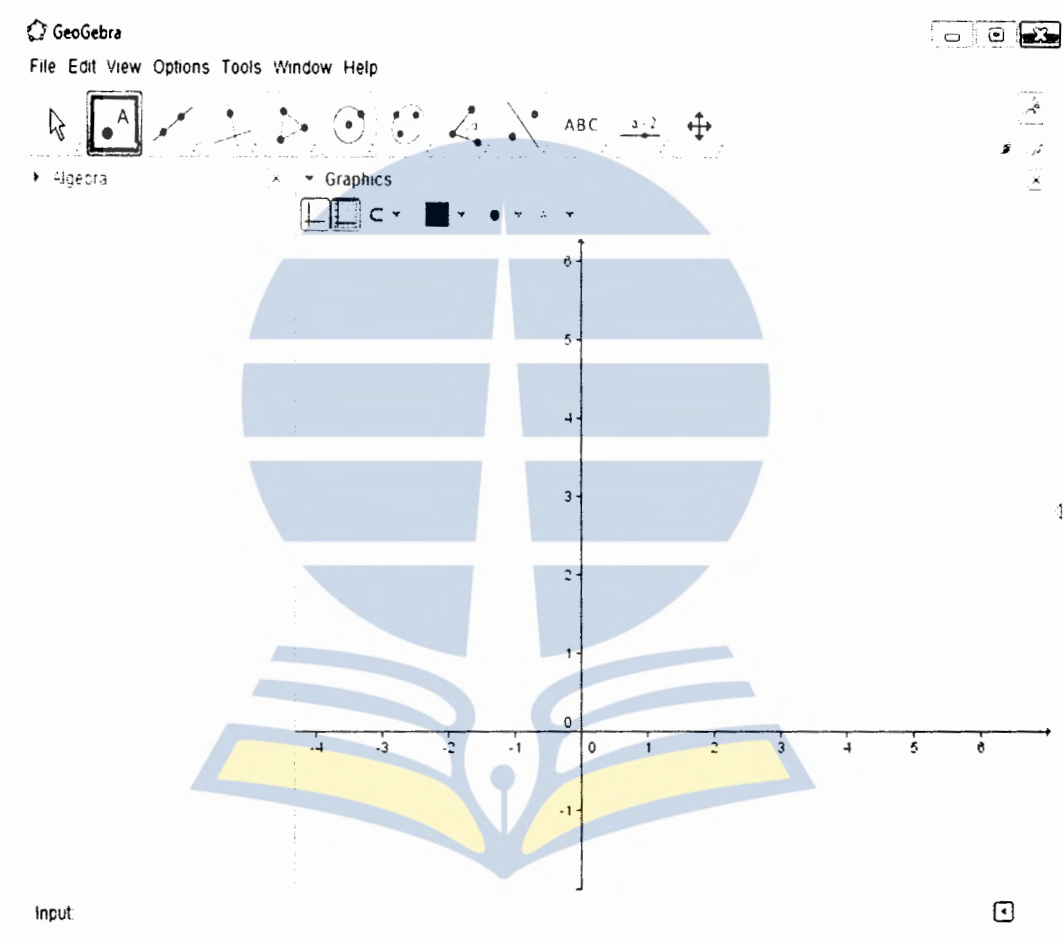 GeoGebra
File Edit View Options Tools Window Help
A
ABC
a=2
Algebra
Graphics
6
5
4
3
2
1
0
-4 -3 -2 -1 0 1 2 3 4 5 6
-1
Input: